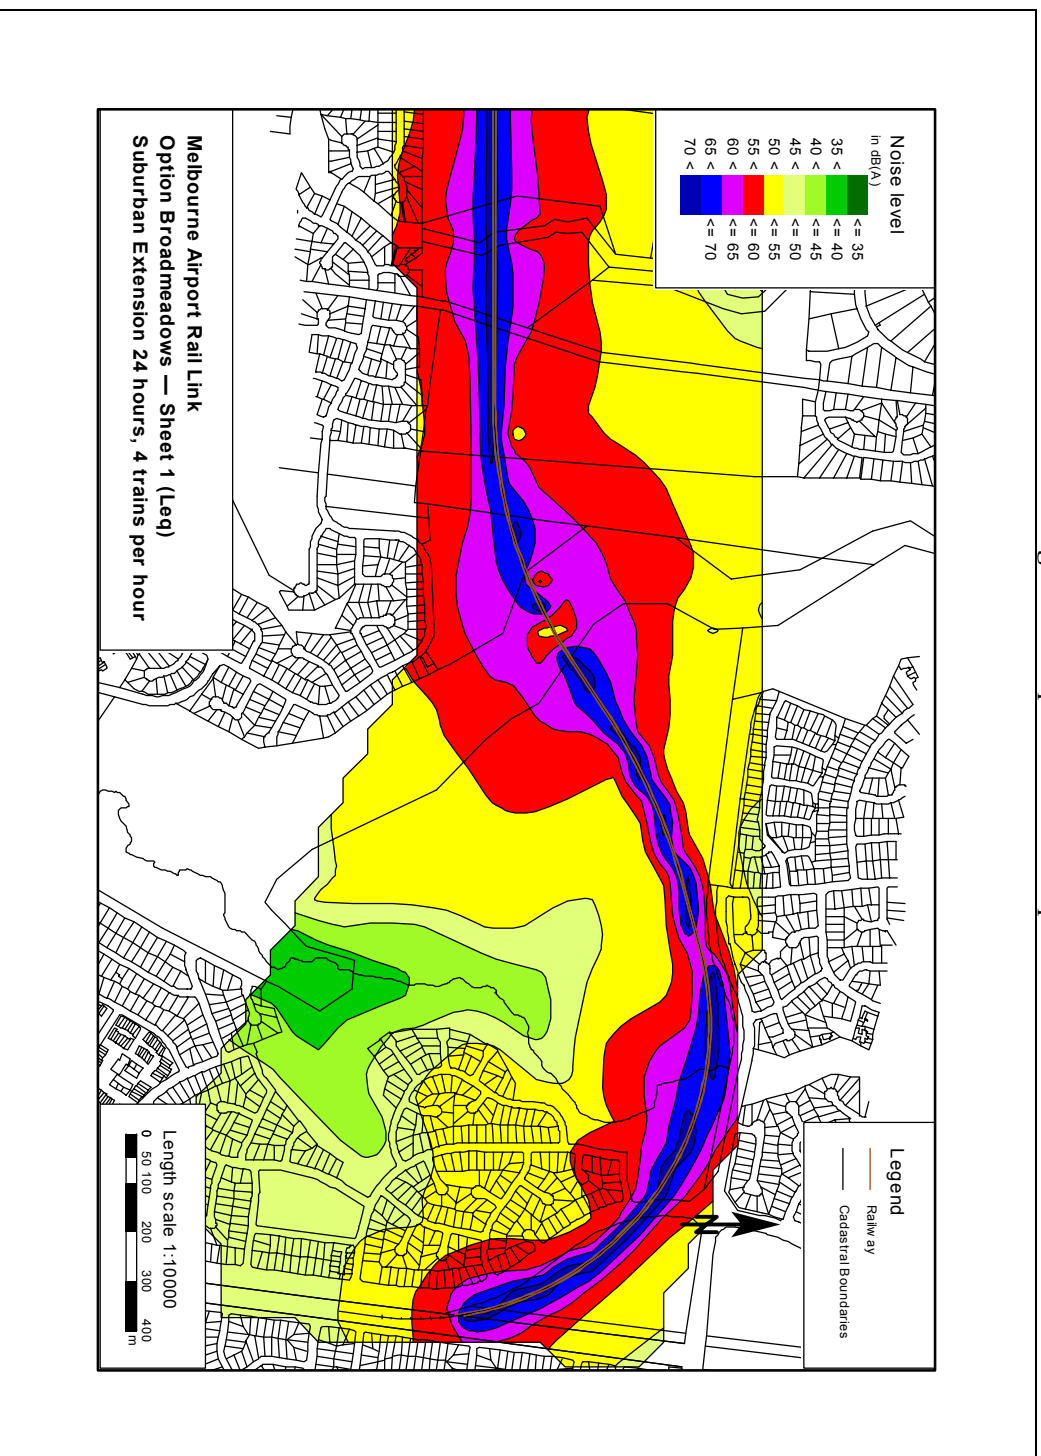 Noise level
in dB(A)
<= 35
35 < <= 40
40 < <= 45
45 < <= 50
50 < <= 55
55 < <= 60
60 < <= 65
65 < <= 70
70 <
Melbourne Airport Rail Link
Option Broadmeadows — Sheet 1 (Leq)
Suburban Extension 24 hours, 4 trains per hour
Legend
Railway
Cadastral Boundaries
N
Length scale 1:10000
0 50 100 200 300 400
m